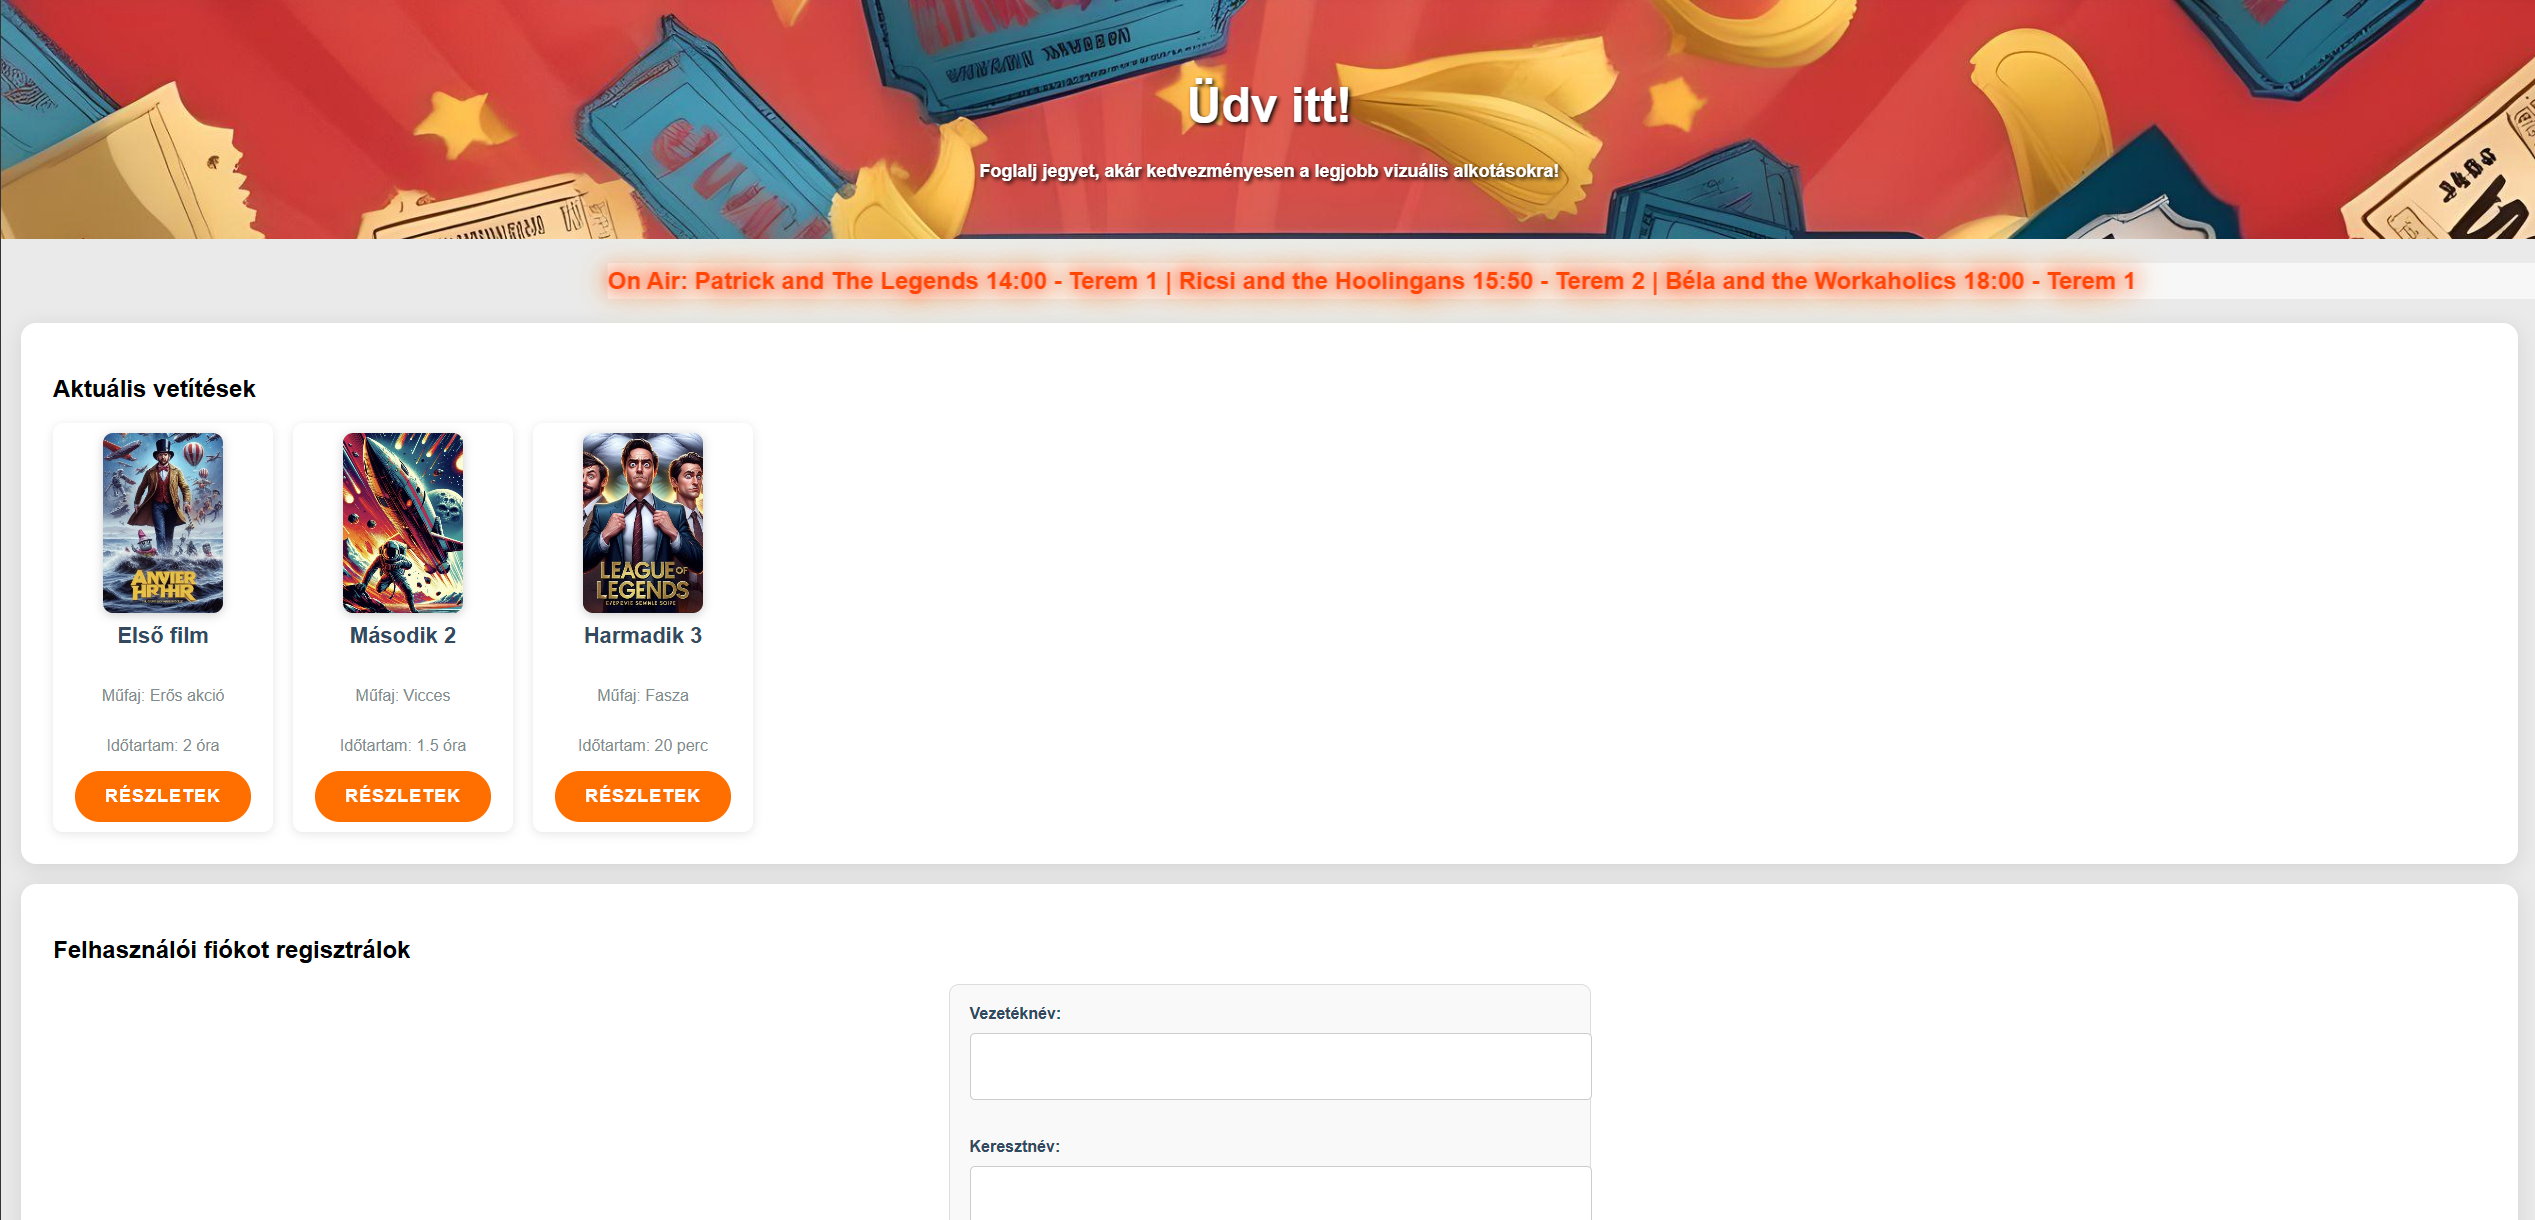 Üdv itt!
Foglalj jegyet, akár kedvezményesen a legjobb vizuális alkotásokra!
On Air: Patrick and The Legends 14:00 - Terem 1 | Ricsi and the Hoolingans 15:50 - Terem 2 | Béla and the Workaholics 18:00 - Terem 1
Aktuális vetítések
LEAGUE OF
LEGENDS
Első film
Második 2
Harmadik 3
Műfaj: Erős akció
Műfaj: Vicces
Műfaj: Fasza
Időtartam: 2 óra
Időtartam: 1.5 óra
Időtartam: 20 perc
RÉSZLETEK
RÉSZLETEK
RÉSZLETEK
Felhasználói fiókot regisztrálok
Vezetéknév:
Keresztnév: